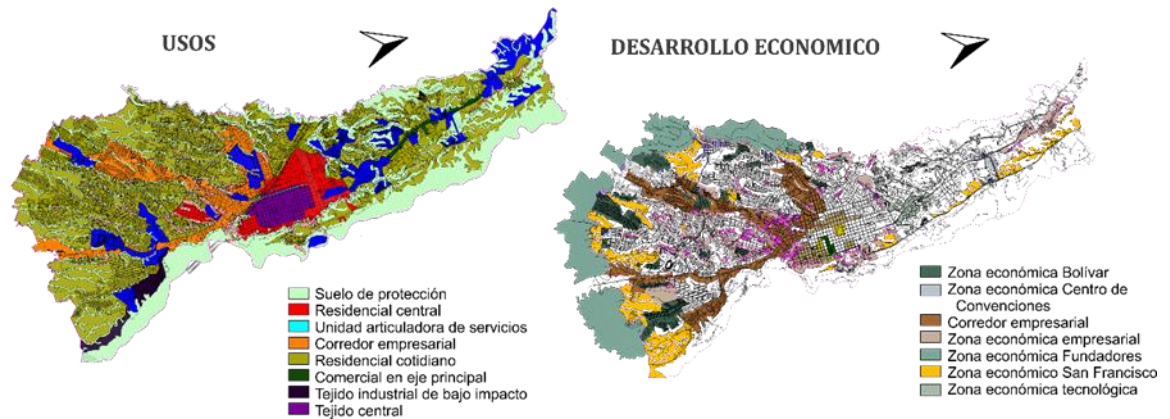 USOS
Suelo de protección
Residencial central
Unidad articuladora de servicios
Corredor empresarial
Residencial cotidiano
Comercial en eje principal
Tejido industrial de bajo impacto
Tejido central
DESARROLLO ECONOMICO
Zona económica Bolívar
Zona económica Centro de
Convenciones
Corredor empresarial
Zona económica empresarial
Zona económica Fundadores
Zona económico San Francisco
Zona económica tecnológica